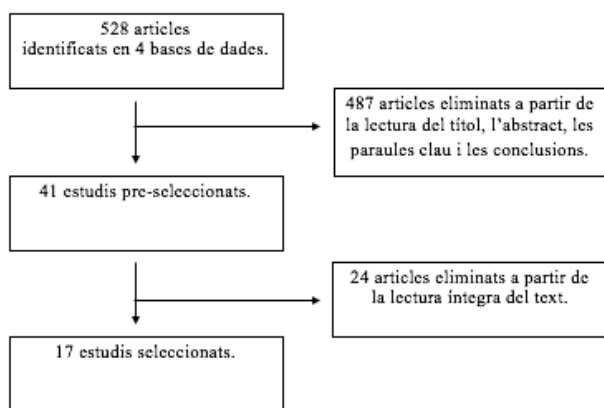 528 articles
identificats en 4 bases de dades.
487 articles eliminats a partir de
la lectura del títol, l'abstract, les
paraules clau i les conclusions.
41 estudis pre-seleccionats.
24 articles eliminats a partir de
la lectura íntegra del text.
17 estudis seleccionats.